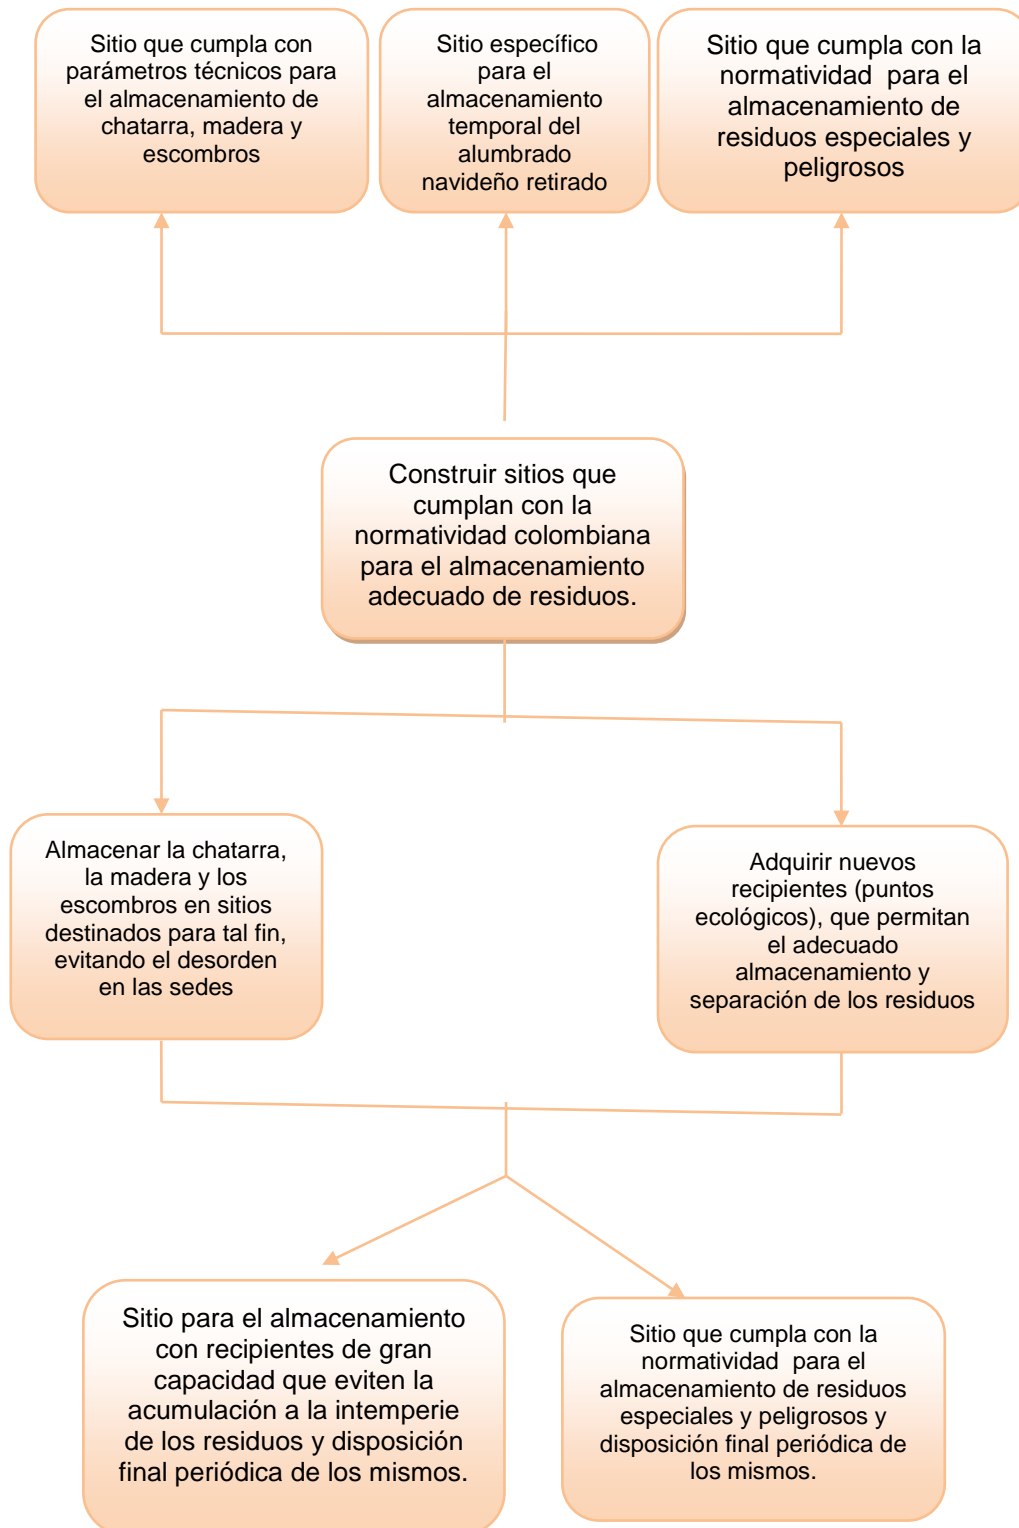 Sitio que cumpla con
parámetros técnicos para
el almacenamiento de
chatarra, madera y
escombros
Sitio específico
para el
almacenamiento
temporal del
alumbrado
navideño retirado
Sitio que cumpla con la
normatividad  para el
almacenamiento de
residuos especiales y
peligrosos
Construir sitios que
cumplan con la
normatividad colombiana
para el almacenamiento
adecuado de residuos.
Almacenar la chatarra,
la madera y los
escombros en sitios
destinados para tal fin,
evitando el desorden
en las sedes
Adquirir nuevos
recipientes (puntos
ecológicos), que permitan
el adecuado
almacenamiento y
separación de los residuos
Sitio para el almacenamiento
con recipientes de gran
capacidad que eviten la
acumulación a la intemperie
de los residuos y disposición
final periódica de los mismos.
Sitio que cumpla con la
normatividad  para el
almacenamiento de residuos
especiales y peligrosos y
disposición final periódica de
los mismos.